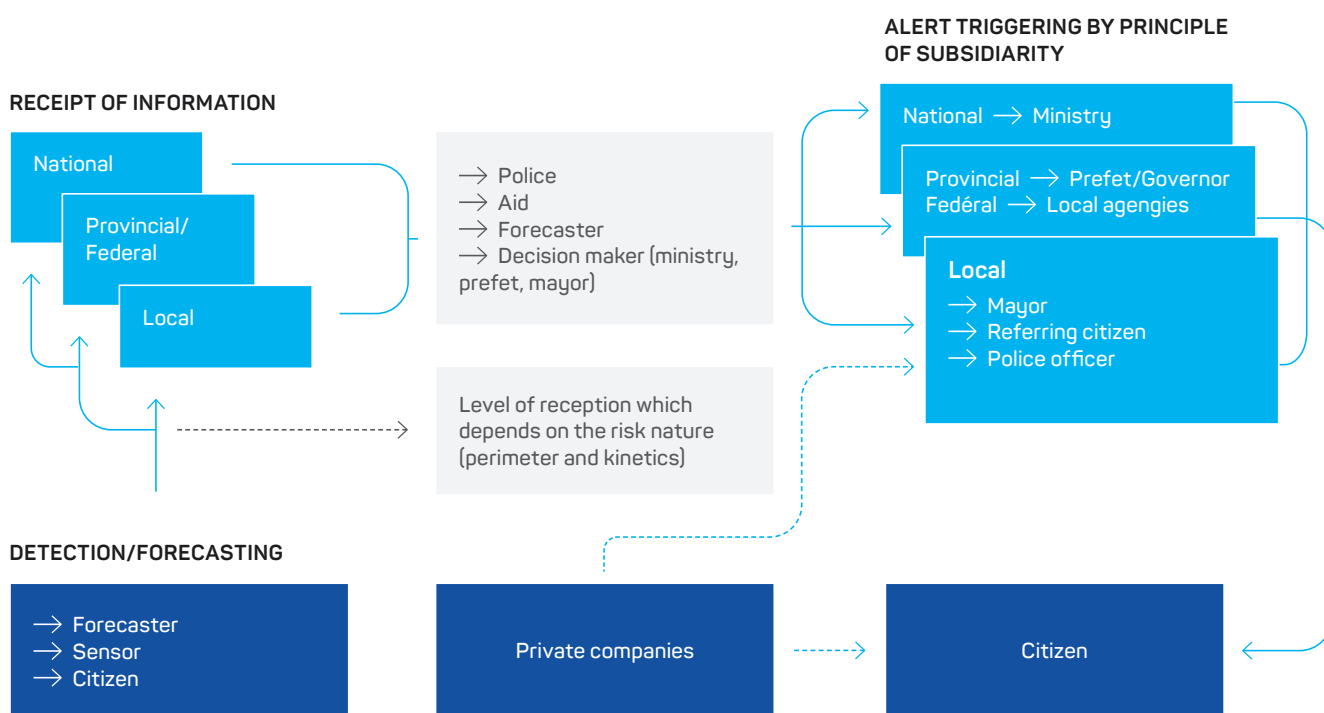 ALERT TRIGGERING BY PRINCIPLE
OF SUBSIDIARITY
RECEIPT OF INFORMATION
National
Provincial/
Federal
Local
→ Police
→ Aid
→ Forecaster
→ Decision maker (ministry,
prefet, mayor)
National → Ministry
Provincial → Prefet/Governor
Fedéral → Local agengies
Local
→ Mayor
→ Referring citizen
→ Police officer
Level of reception which
depends on the risk nature
(perimeter and kinetics)
DETECTION/FORECASTING
→ Forecaster
→ Sensor
→ Citizen
Private companies
Citizen